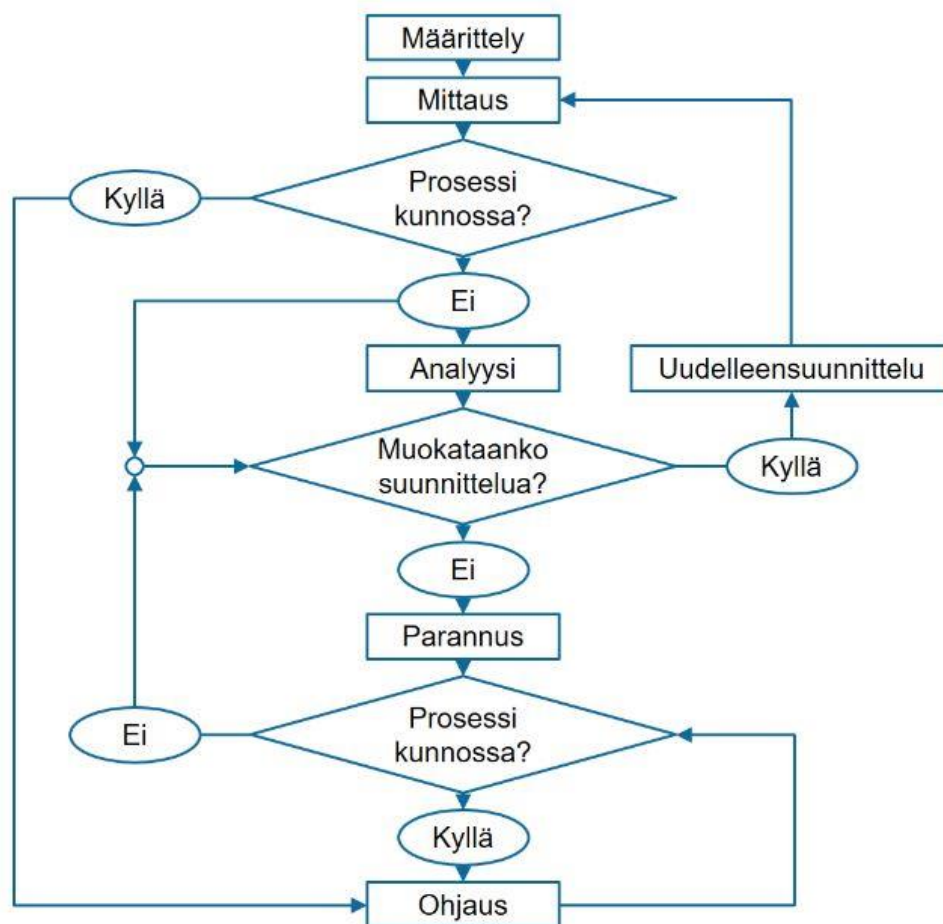 Määrittely
Mittaus
Prosessi
kunnossa?
Kyllä
Ei
Analyysi
Uudelleensuunnittelu
Muokataanko
suunnittelua?
Kyllä
Ei
Parannus
Prosessi
kunnossa?
Ei
Kyllä
Ohjaus